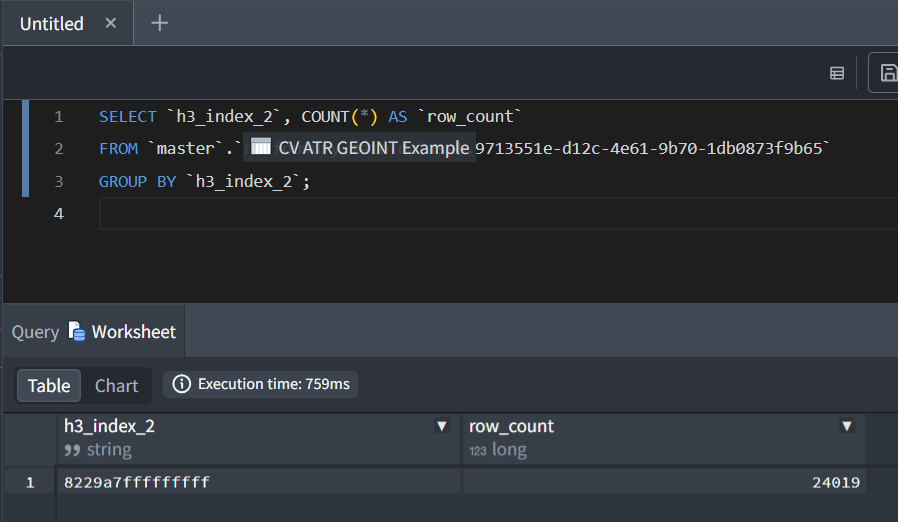 Untitled
1 SELECT `h3_index_2`, COUNT(*) AS `row_count`
2 FROM `master`.` CV ATR GEOINT Example 9713551e-d12c-4e61-9b70-1db0873f9b65`
3 GROUP BY `h3_index_2`;
4
Query Worksheet
Table Chart Execution time: 759ms
h3_index_2 row_count
string 123 long
1 8229a7fffffffff 24019